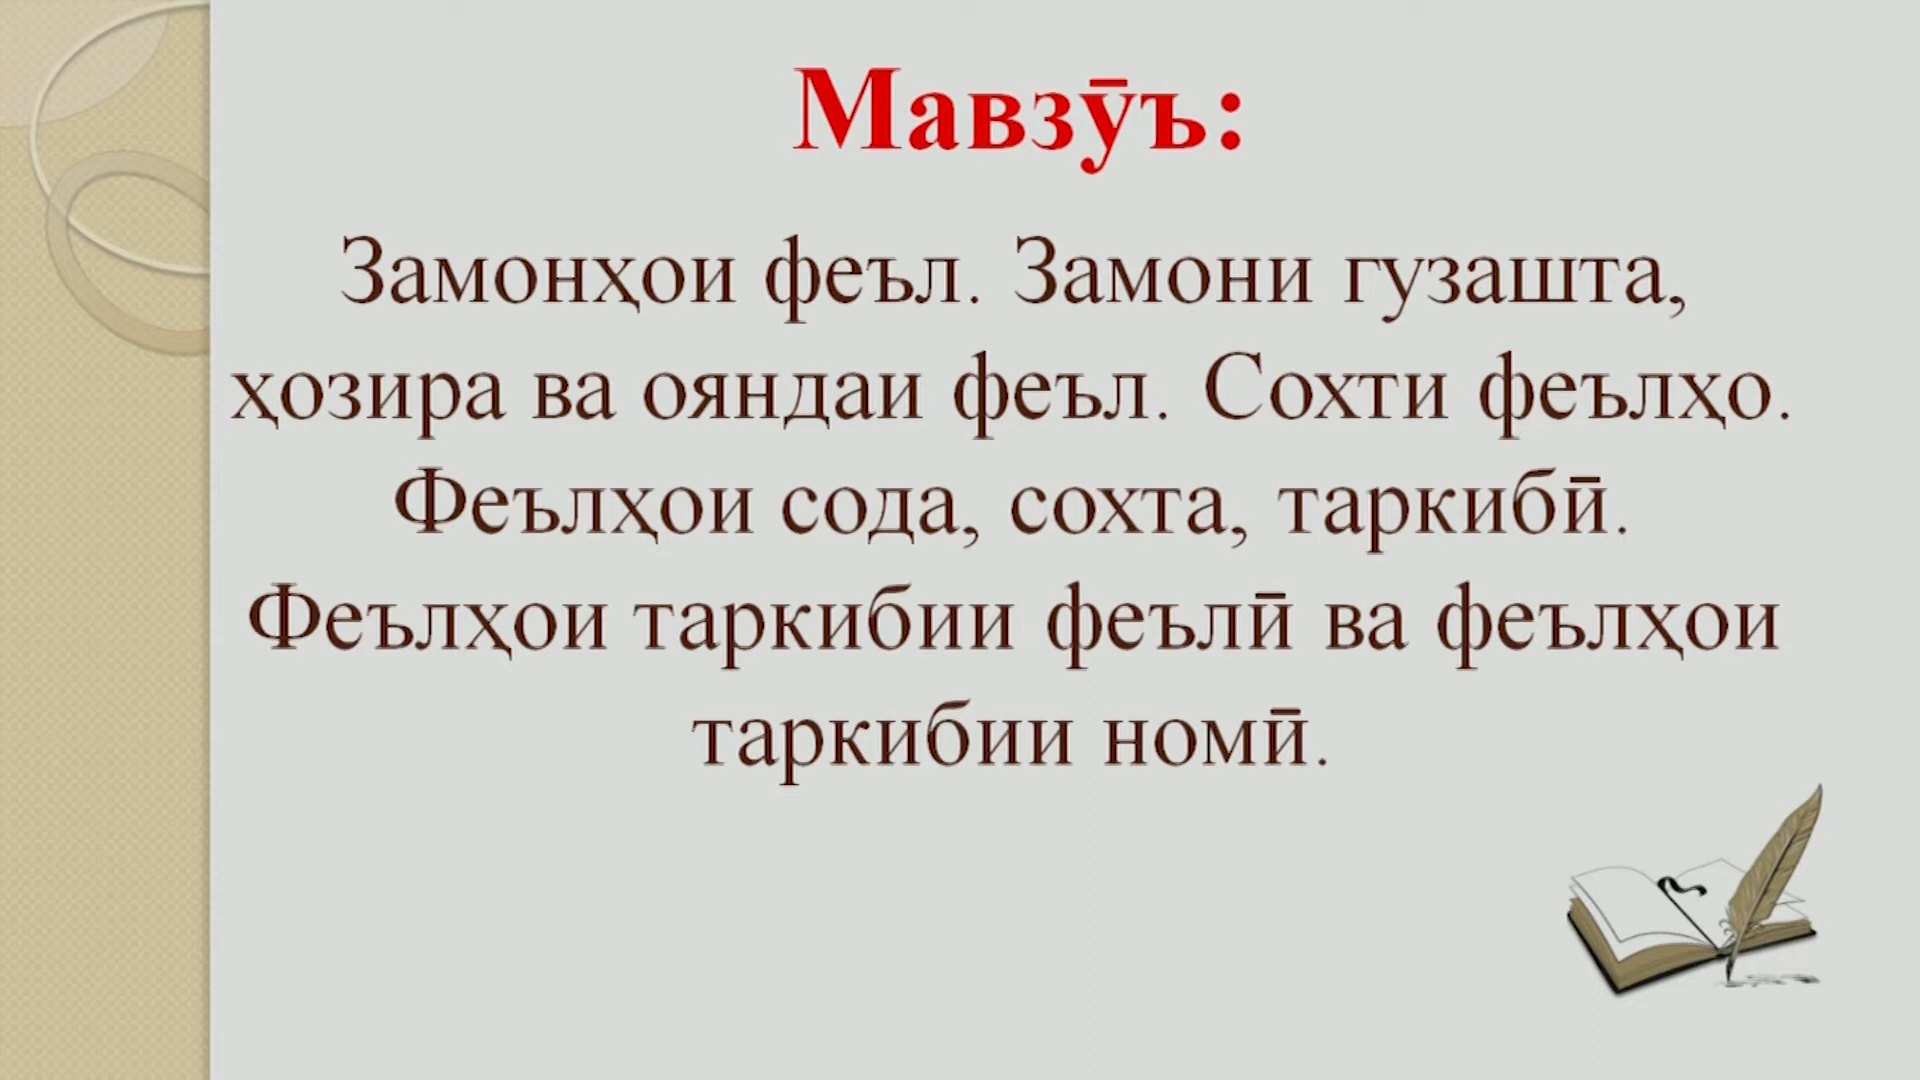 Мавзӯъ:
Замонҳои феъл. Замони гузашта,
ҳозира ва ояндаи феъл. Сохти феълҳо.
Феълҳои сода, сохта, таркибӣ.
Феълҳои таркибии феълӣ ва феълҳои
таркибии номӣ.